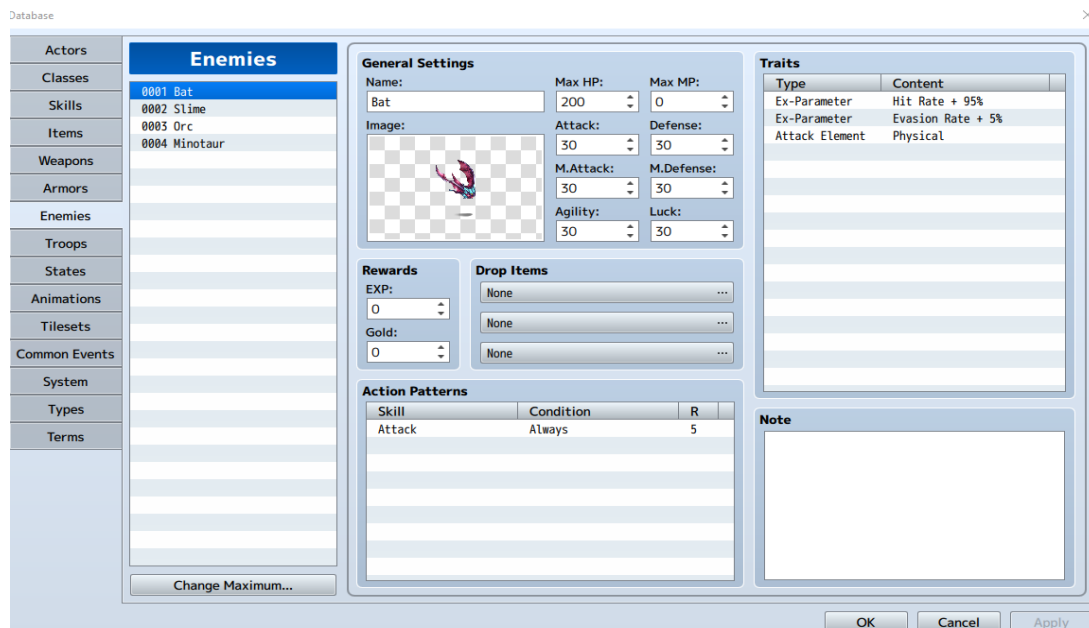 Database
Actors
Classes
Skills
Items
Weapons
Armors
Enemies
Troops
States
Animations
Tilesets
Common Events
System
Types
Terms
Enemies
0001 Bat
0002 Slime
0003 Orc
0004 Minotaur
Change Maximum...
General Settings
Name:
Bat
Image:
Max HP: Max MP:
200 0
Attack: Defense:
30 30
M.Attack: M.Defense:
30 30
Agility: Luck:
30 30
Rewards
EXP:
0
Gold:
0
Drop Items
None ...
None ...
None ...
Action Patterns
Skill Condition R
Attack Always 5
Traits
Type Content
Ex-Parameter Hit Rate + 95%
Ex-Parameter Evasion Rate + 5%
Attack Element Physical
Note
OK Cancel Apply